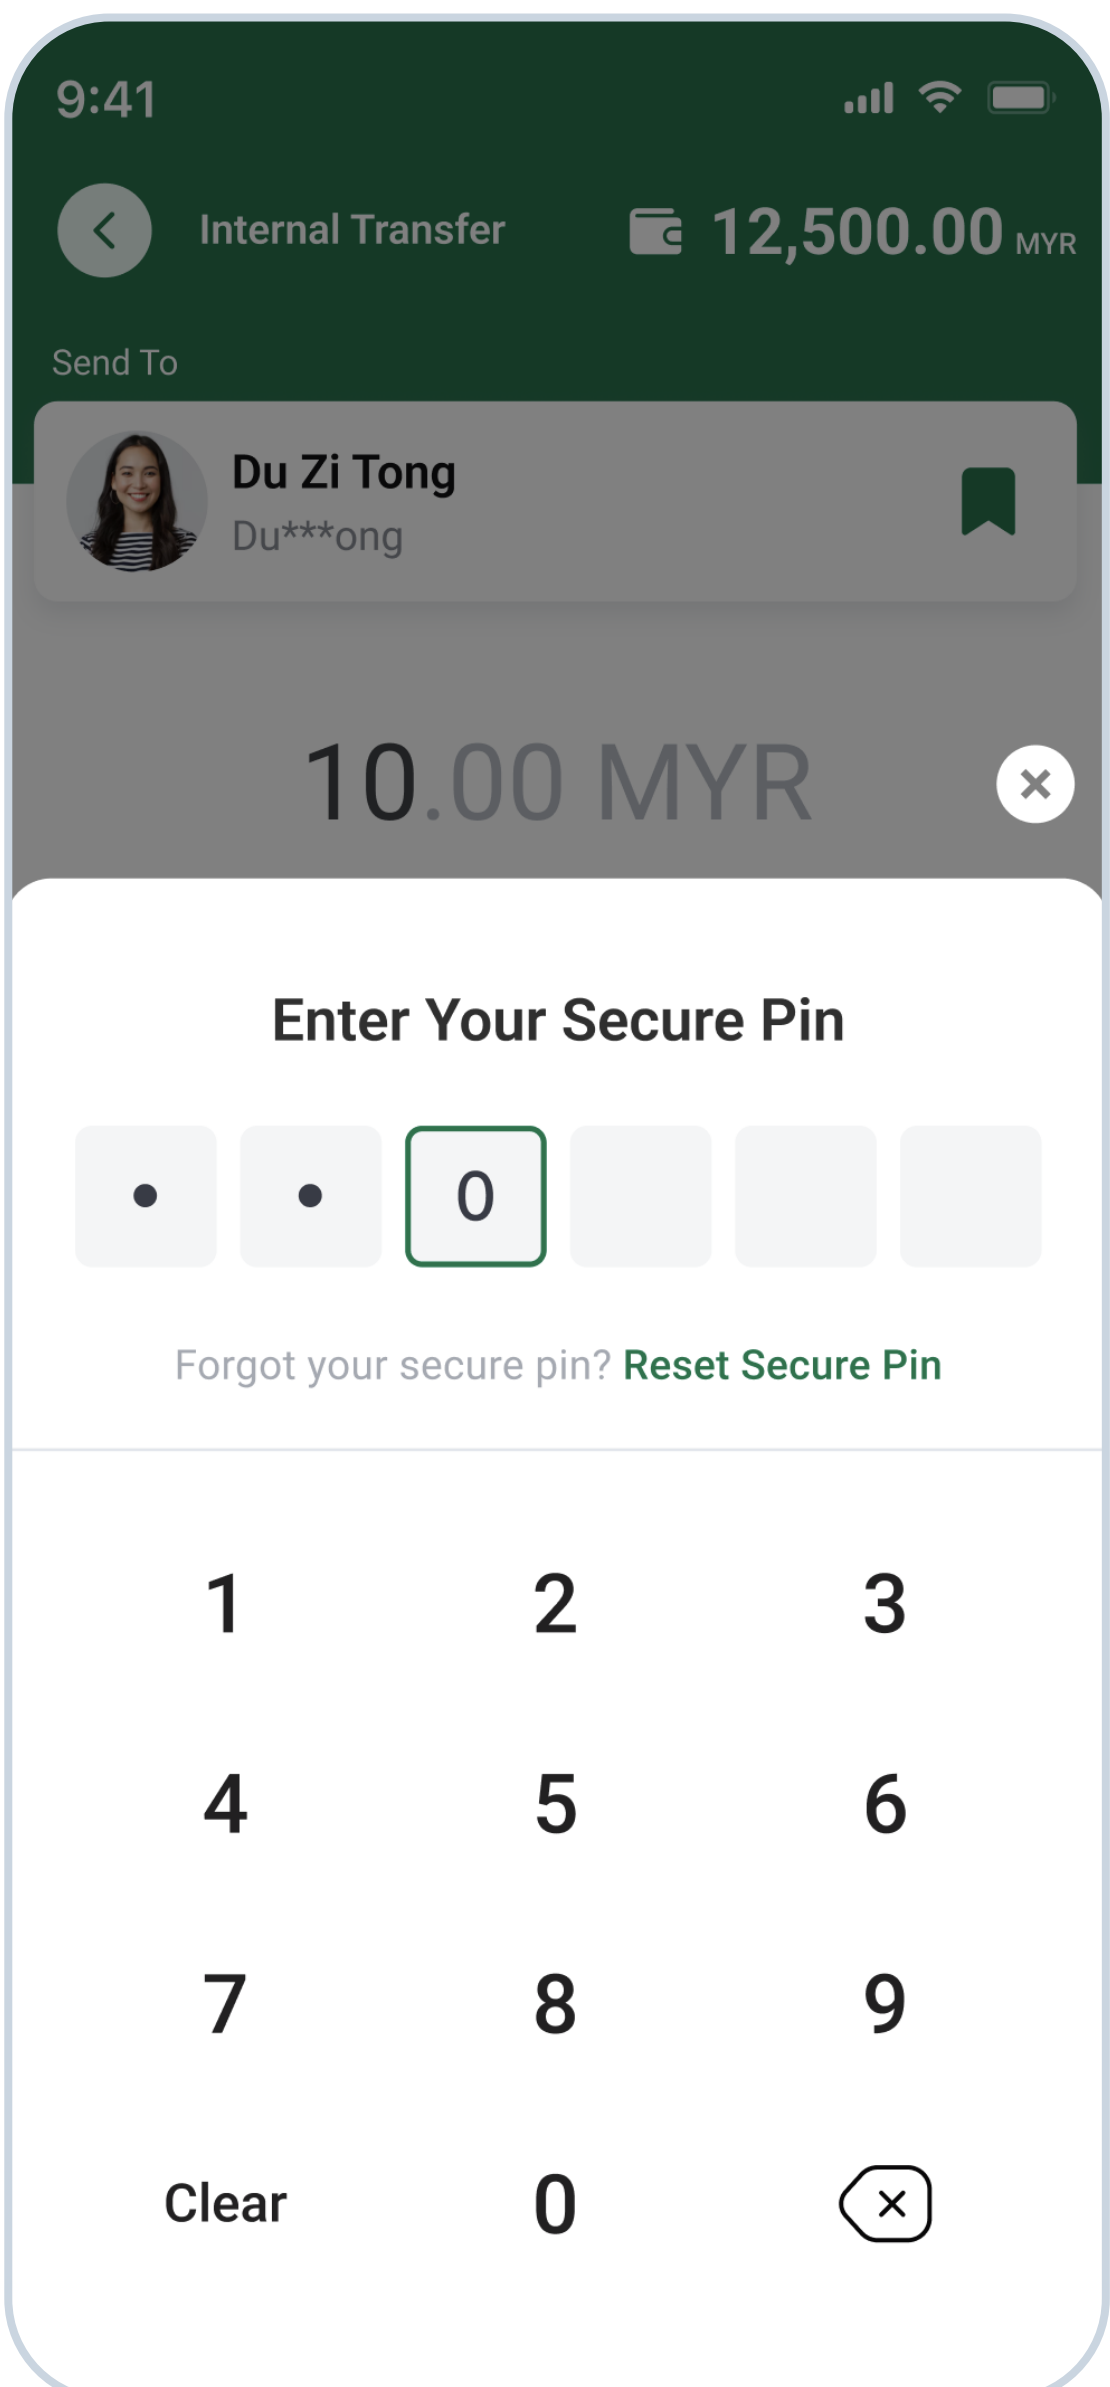 9:41
Internal Transfer 12,500.00 MYR
Send To
Du Zi Tong
Du***ong
10.00 MYR
Enter Your Secure Pin
0
Forgot your secure pin? Reset Secure Pin
1 2 3
4 5 6
7 8 9
Clear 0